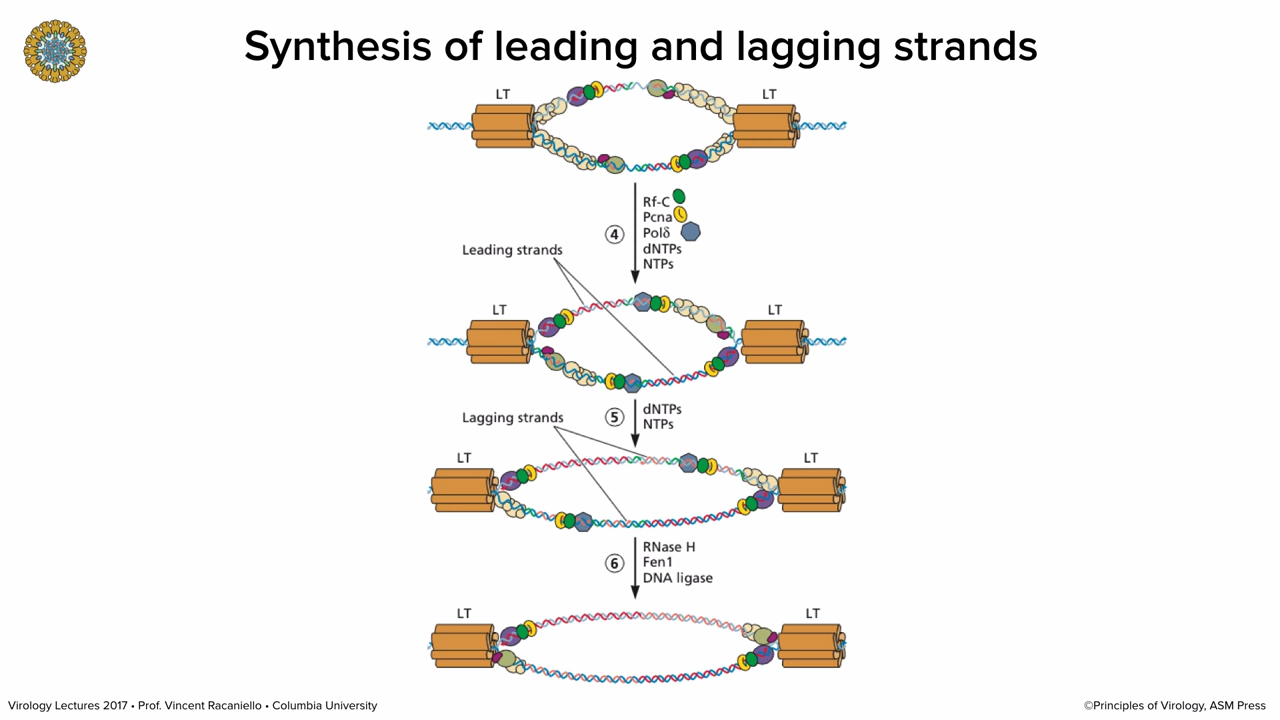 Synthesis of leading and lagging strands
LT
LT
Rf-C
Pcna
Polδ
dNTPs
NTPs
4
Leading strands
LT
LT
dNTPs
NTPs
5
Lagging strands
LT
LT
RNase H
Fen1
DNA ligase
6
LT
LT
Virology Lectures 2017 • Prof. Vincent Racaniello • Columbia University
©Principles of Virology, ASM Press